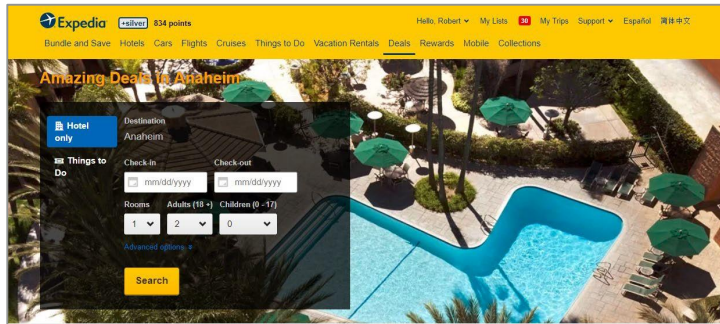 Expedia +silver 834 points Hello, Robert My Lists 30 My Trips Support Español 简体中文
Bundle and Save Hotels Cars Flights Cruises Things to Do Vacation Rentals Deals Rewards Mobile Collections
Amazing Deals in Anaheim
Hotel only
Things to Do
Destination
Anaheim
Check-in Check-out
mm/dd/yyyy mm/dd/yyyy
Rooms Adults (18 +) Children (0 - 17)
1 2 0
Advanced options
Search